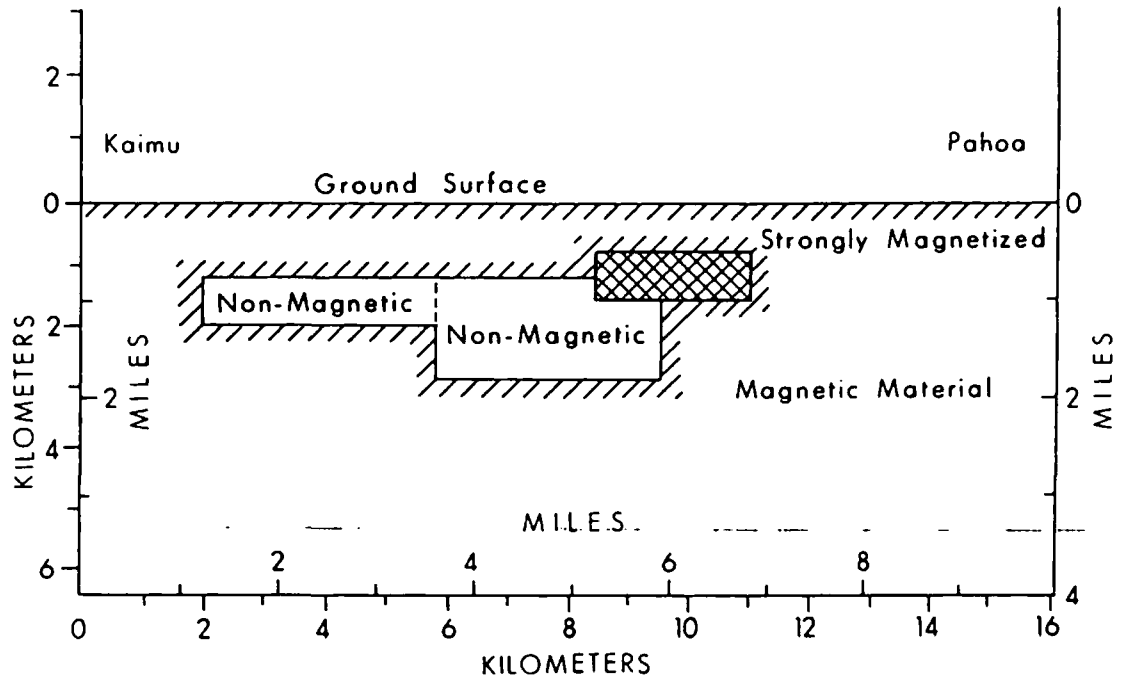 2
Kaimu
Pahoa
Ground Surface
0
0
Strongly Magnetized
Non-Magnetic
2
Non-Magnetic
Magnetic Material
2
2
KILOMETERS
MILES
MILES
4
MILES
2
4
6
8
6
4
0
2
4
6
8
10
12
14
16
KILOMETERS